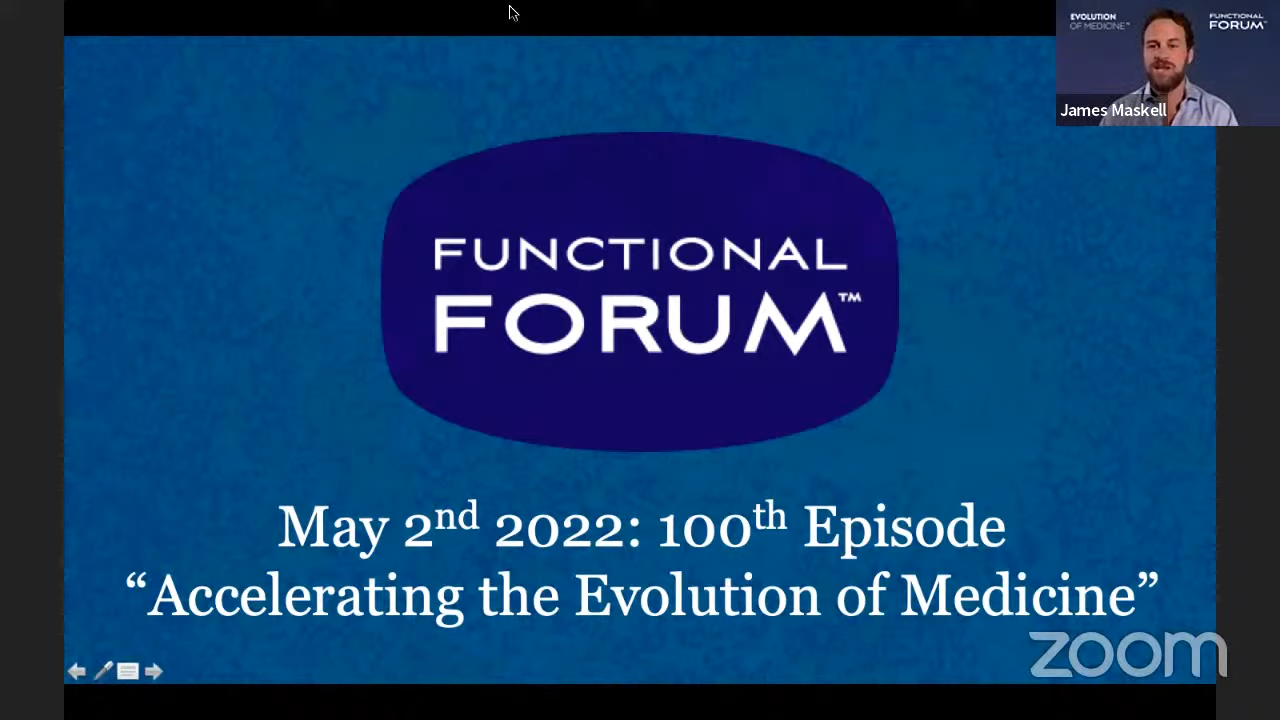 EVOLUTION
OF MEDICINE™
FUNCTIONAL
FORUM™
James Maskell
FUNCTIONAL
FORUM™
May 2nd 2022: 100th Episode
“Accelerating the Evolution of Medicine”
zoom